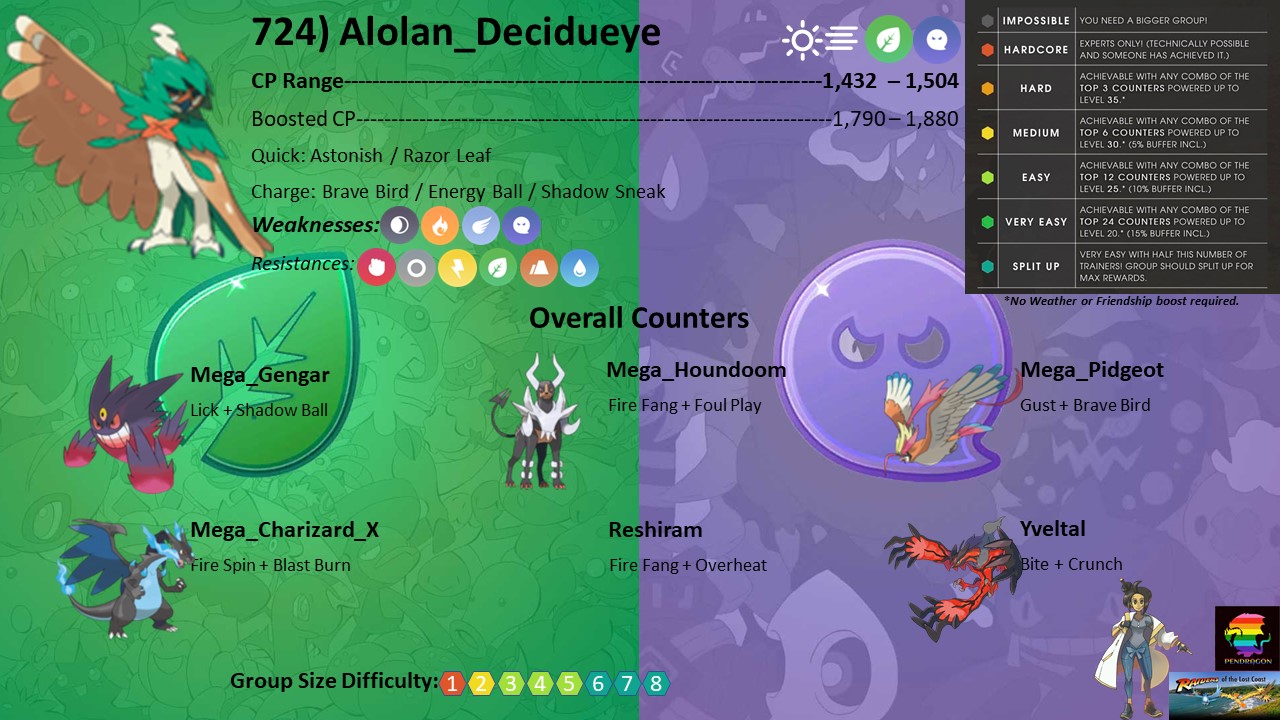 724) Alolan_Decidueye
CP Range--------------------------------------------------------------------1,432 – 1,504
Boosted CP--------------------------------------------------------------------1,790 – 1,880
Quick: Astonish / Razor Leaf
Charge: Brave Bird / Energy Ball / Shadow Sneak
Weaknesses:
Resistances:
IMPOSSIBLE YOU NEED A BIGGER GROUP!
HARDCORE EXPERTS ONLY! (TECHNICALLY POSSIBLE
AND SOMEONE HAS ACHIEVED IT.)
HARD ACHIEVABLE WITH ANY COMBO OF THE
TOP 3 COUNTERS POWERED UP TO
LEVEL 35.*
MEDIUM ACHIEVABLE WITH ANY COMBO OF THE
TOP 6 COUNTERS POWERED UP TO
LEVEL 30.* (5% BUFFER INCL.)
EASY ACHIEVABLE WITH ANY COMBO OF THE
TOP 12 COUNTERS POWERED UP TO
LEVEL 25.* (10% BUFFER INCL.)
VERY EASY ACHIEVABLE WITH ANY COMBO OF THE
TOP 24 COUNTERS POWERED UP TO
LEVEL 20.* (15% BUFFER INCL.)
SPLIT UP VERY EASY WITH HALF THIS NUMBER OF
TRAINERS! GROUP SHOULD SPLIT UP FOR
MAX REWARDS.
*No Weather or Friendship boost required.
Overall Counters
Mega_Gengar
Lick + Shadow Ball
Mega_Houndoom
Fire Fang + Foul Play
Mega_Pidgeot
Gust + Brave Bird
Mega_Charizard_X
Fire Spin + Blast Burn
Reshiram
Fire Fang + Overheat
Yveltal
Bite + Crunch
Group Size Difficulty: 1 2 3 4 5 6 7 8
PENDRAGON
RAIDERS of the Lost Coast